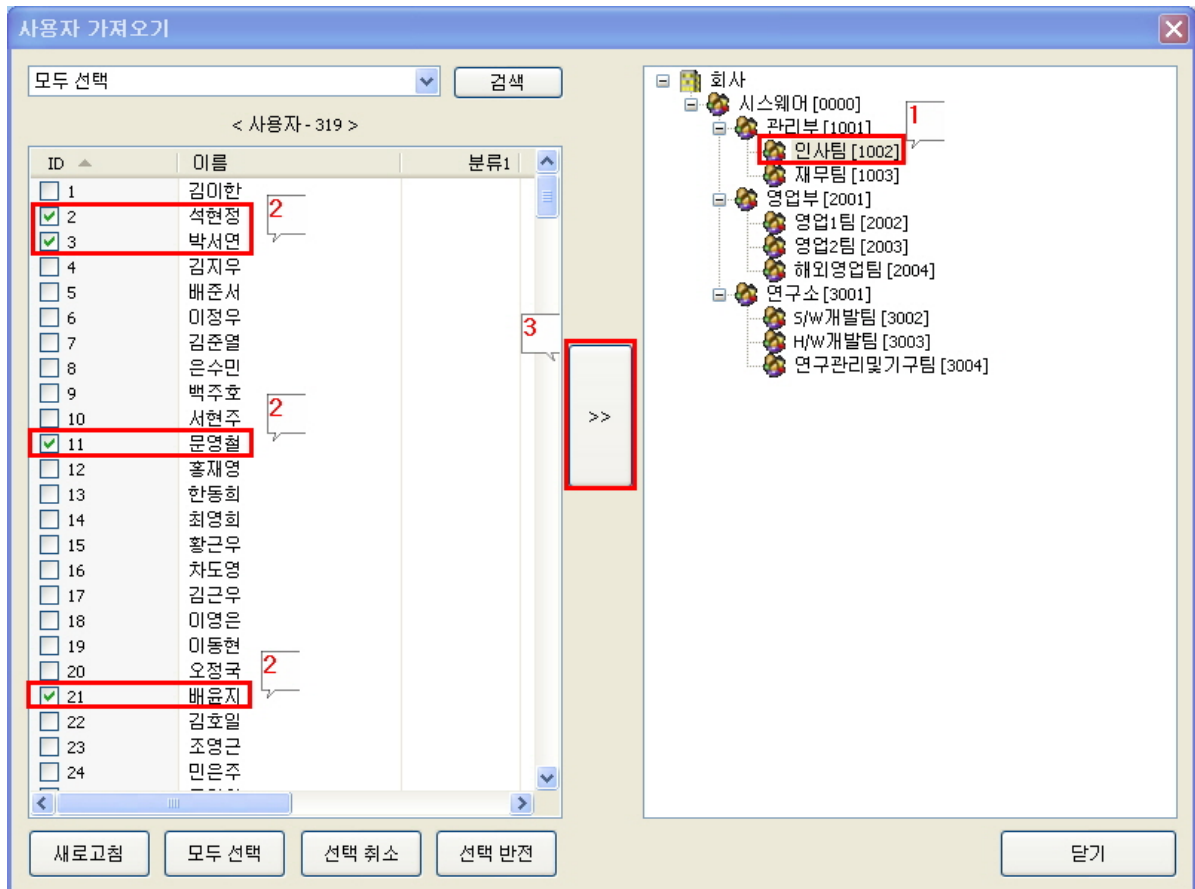 사용자 가져오기
모두 선택
검색
< 사용자 - 319 >
ID 이름 분류1
1 김이한
2 석현정
3 박서연
4 김지우
5 배준서
6 이정우
7 김준열
8 은수민
9 백주호
10 서현주
11 문영철
12 홍재영
13 한동희
14 최영희
15 황근우
16 차도영
17 김근우
18 이영은
19 이동현
20 오정국
21 배윤지
22 김호일
23 조영근
24 민은주
2
2
2
새로고침
모두 선택
선택 취소
선택 반전
3
>>
회사
시스웨어 [0000]
관리부 [1001]
1
인사팀 [1002]
재무팀 [1003]
영업부 [2001]
영업1팀 [2002]
영업2팀 [2003]
해외영업팀 [2004]
연구소 [3001]
S/W개발팀 [3002]
H/W개발팀 [3003]
연구관리및기구팀 [3004]
닫기